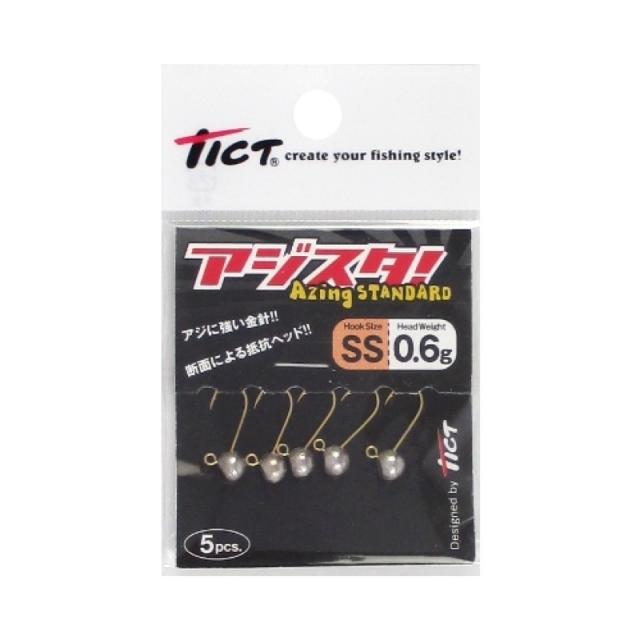 TICT® create your fishing style!
アジスタ!
Azing STANDARD
アジに強い金針!!
断面による抵抗ヘッド!!
Hook Size
SS
Head Weight
0.6g
5pcs.
Designed by TICT